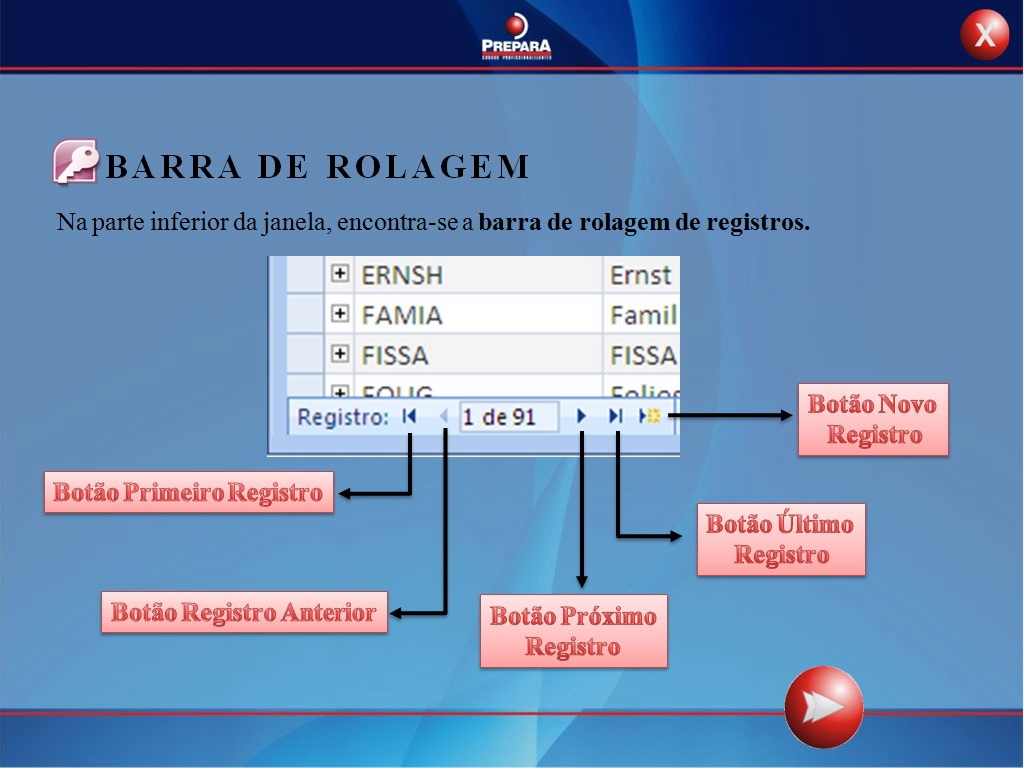 PREPARA
CURSOS PROFISSIONALIZANTES
X
BARRA DE ROLAGEM
Na parte inferior da janela, encontra-se a barra de rolagem de registros.
ERNSH Ernst
FAMIA Famil
FISSA FISSA
Registro: 1 de 91
Botão Novo
Registro
Botão Primeiro Registro
Botão Último
Registro
Botão Registro Anterior
Botão Próximo
Registro